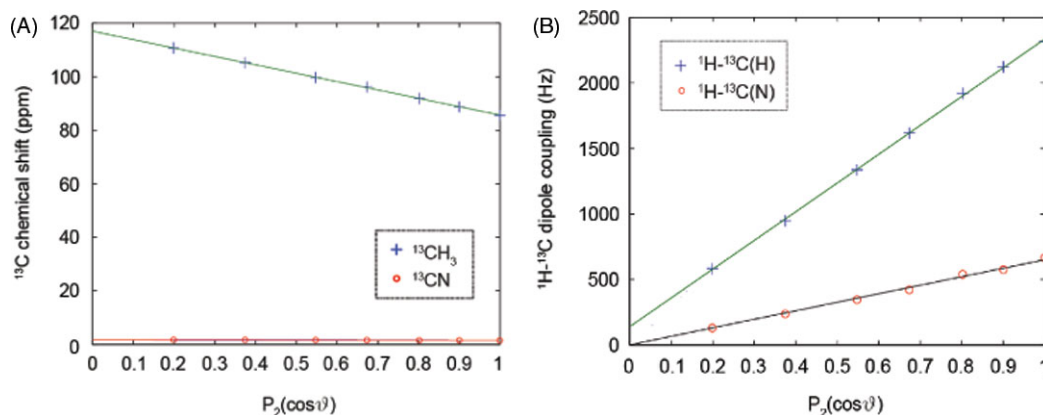 (A)
120
100
80
60
40
20
0
¹³C chemical shift (ppm)
+ ¹³CH₃
o ¹³CN
0 0.1 0.2 0.3 0.4 0.5 0.6 0.7 0.8 0.9 1
P₂(cosϑ)
(B)
2500
2000
1500
1000
500
0
¹H-¹³C dipole coupling (Hz)
+ ¹H-¹³C(H)
o ¹H-¹³C(N)
0 0.1 0.2 0.3 0.4 0.5 0.6 0.7 0.8 0.9 1
P₂(cosϑ)